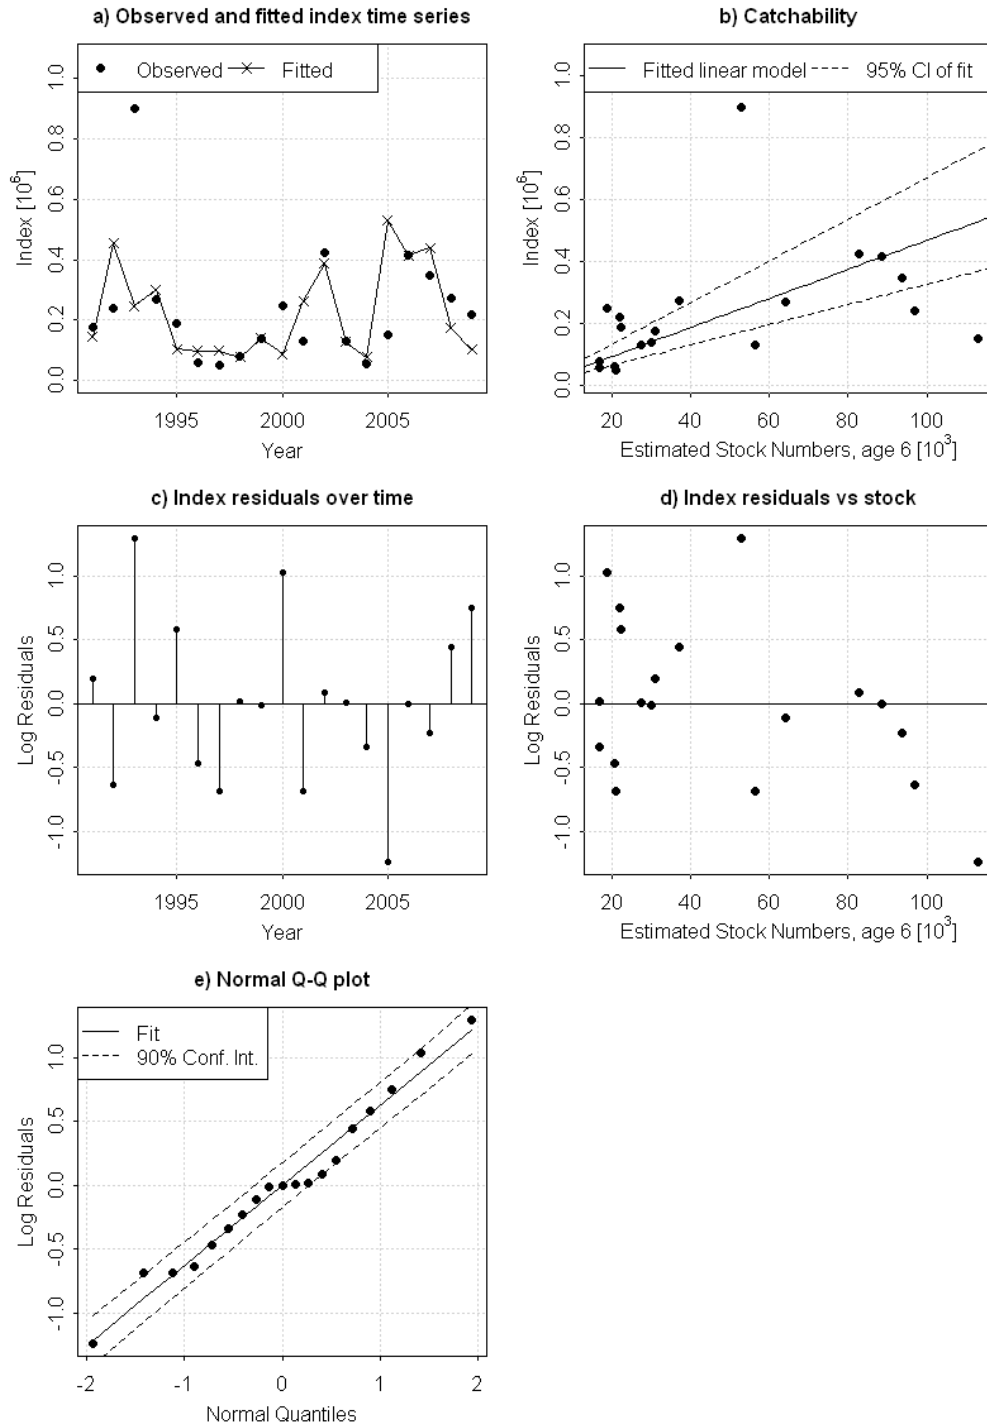 a) Observed and fitted index time series
Observed Fitted
Index [10^6]
0.0 0.2 0.4 0.6 0.8 1.0
1995 2000 2005
Year
b) Catchability
Fitted linear model 95% CI of fit
Index [10^6]
0.0 0.2 0.4 0.6 0.8 1.0
20 40 60 80 100
Estimated Stock Numbers, age 6 [10^3]
c) Index residuals over time
Log Residuals
-1.0 -0.5 0.0 0.5 1.0
1995 2000 2005
Year
d) Index residuals vs stock
Log Residuals
-1.0 -0.5 0.0 0.5 1.0
20 40 60 80 100
Estimated Stock Numbers, age 6 [10^3]
e) Normal Q-Q plot
Fit
90% Conf. Int.
Log Residuals
-1.0 -0.5 0.0 0.5 1.0
-2 -1 0 1 2
Normal Quantiles